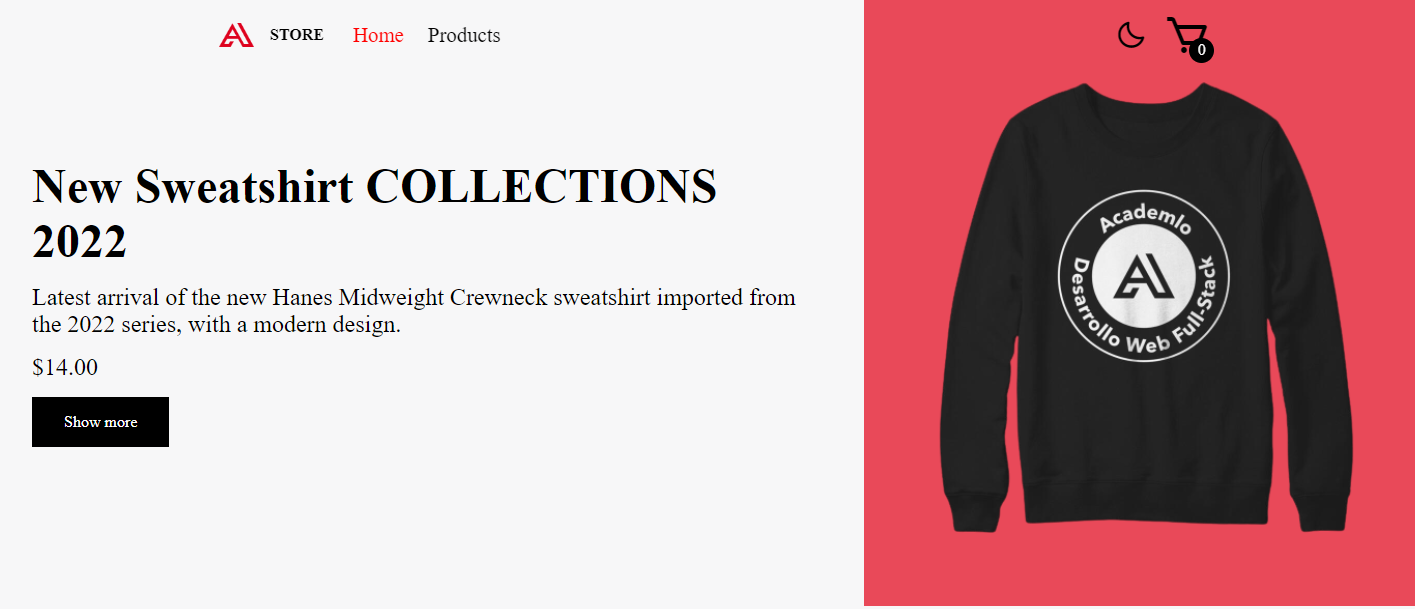 STORE Home Products
0
New Sweatshirt COLLECTIONS
2022
Latest arrival of the new Hanes Midweight Crewneck sweatshirt imported from
the 2022 series, with a modern design.
$14.00
Show more
Academlo
Desarrollo Web Full-Stack